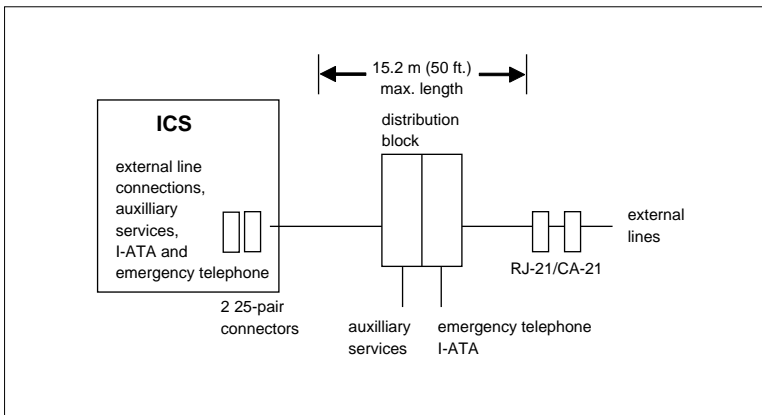 15.2 m (50 ft.)
max. length
distribution
block
ICS
external line
connections,
auxilliary
services,
I-ATA and
emergency telephone
2 25-pair
connectors
auxilliary
services
emergency telephone
I-ATA
RJ-21/CA-21
external
lines